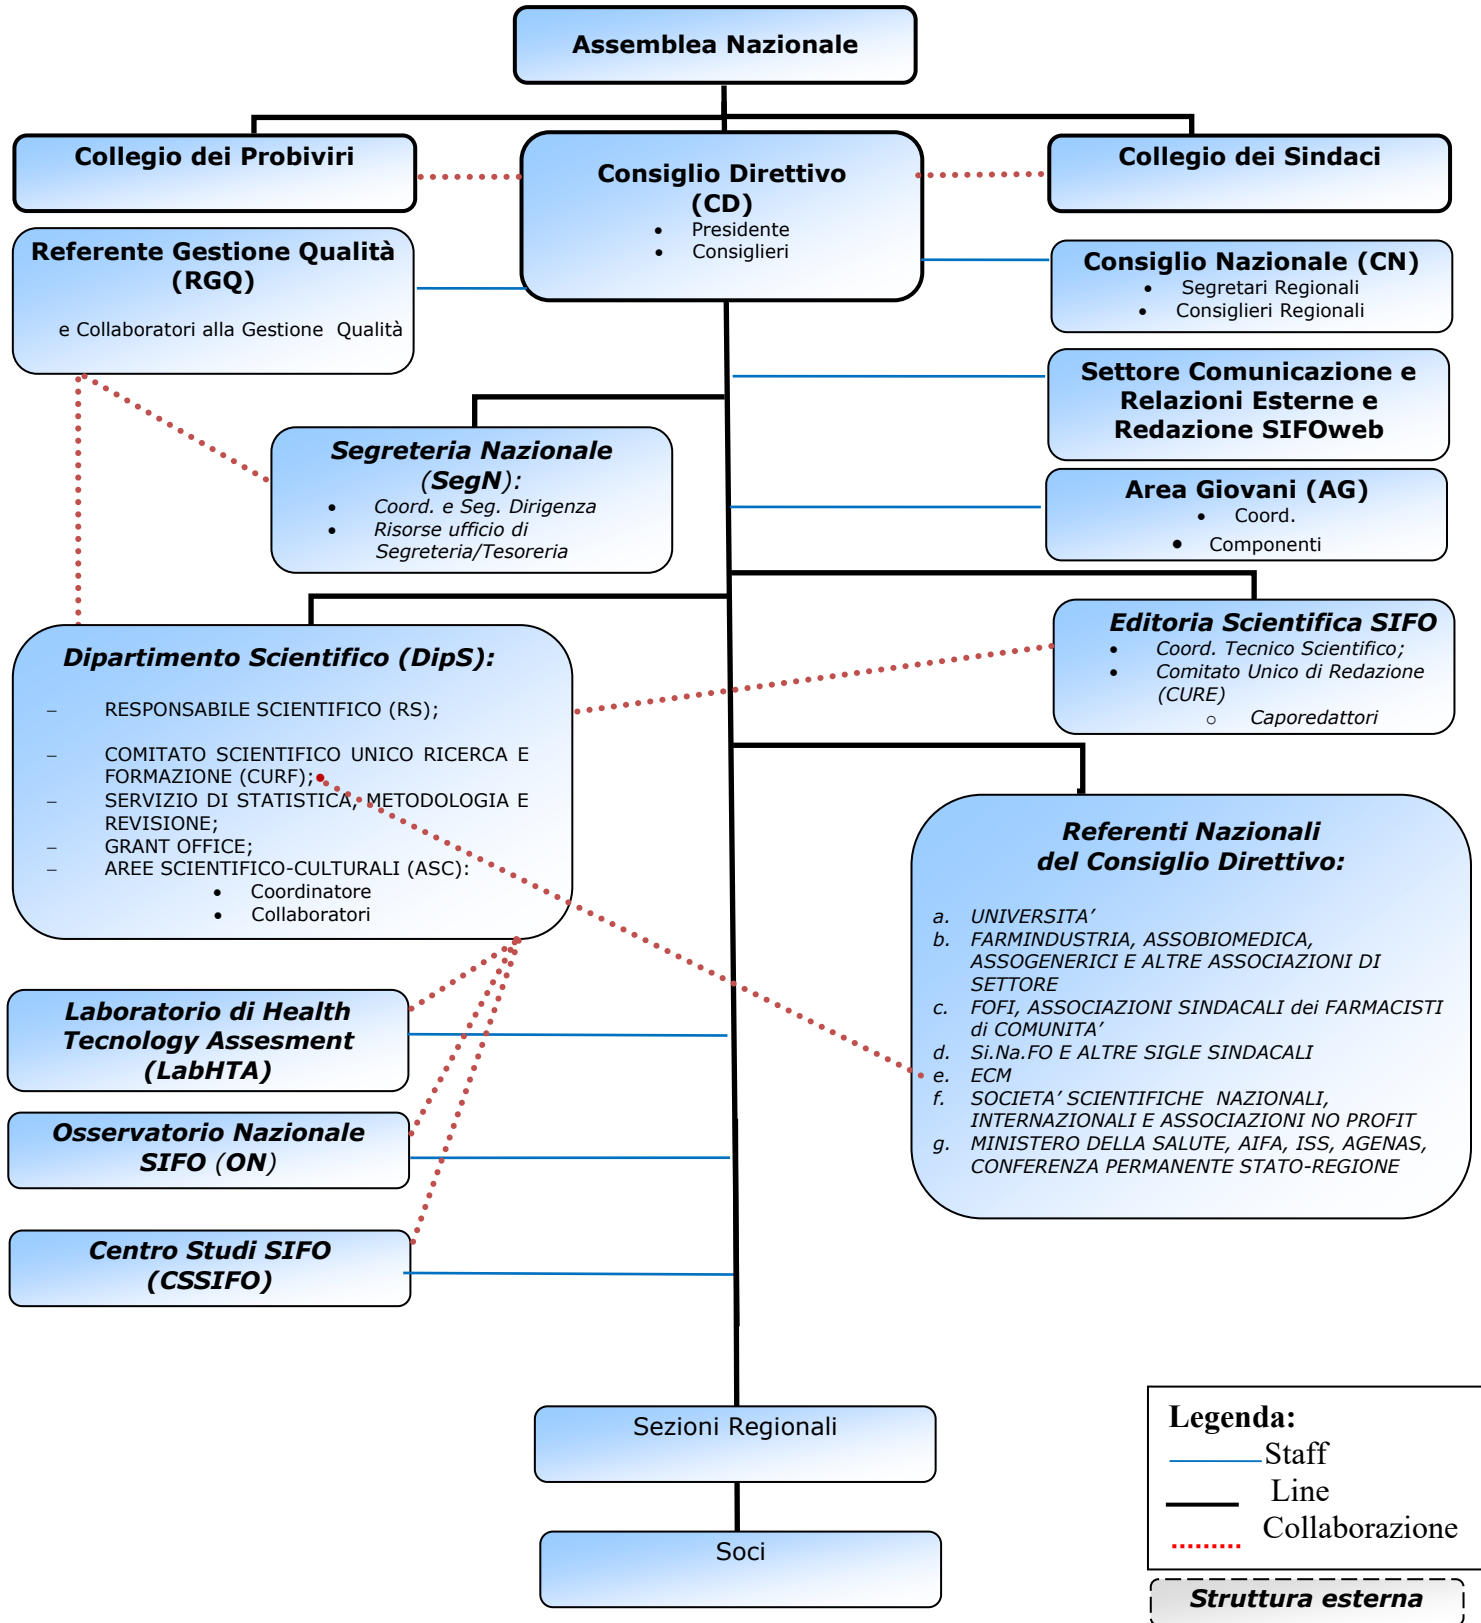 Assemblea Nazionale
Collegio dei Probiviri
Consiglio Direttivo
(CD)
• Presidente
• Consiglieri
Collegio dei Sindaci
Referente Gestione Qualità
(RGQ)
e Collaboratori alla Gestione Qualità
Consiglio Nazionale (CN)
• Segretari Regionali
• Consiglieri Regionali
Settore Comunicazione e
Relazioni Esterne e
Redazione SIFOweb
Segreteria Nazionale
(SegN):
• Coord. e Seg. Dirigenza
• Risorse ufficio di
Segreteria/Tesoreria
Area Giovani (AG)
• Coord.
• Componenti
Editoria Scientifica SIFO
• Coord. Tecnico Scientifico;
• Comitato Unico di Redazione
(CURE)
o Caporedattori
Dipartimento Scientifico (DipS):
– RESPONSABILE SCIENTIFICO (RS);
– COMITATO SCIENTIFICO UNICO RICERCA E
FORMAZIONE (CURF);
– SERVIZIO DI STATISTICA, METODOLOGIA E
REVISIONE;
– GRANT OFFICE;
– AREE SCIENTIFICO-CULTURALI (ASC):
• Coordinatore
• Collaboratori
Referenti Nazionali
del Consiglio Direttivo:
a. UNIVERSITA’
b. FARMINDUSTRIA, ASSOBIOMEDICA,
ASSOGENERICI E ALTRE ASSOCIAZIONI DI
SETTORE
c. FOFI, ASSOCIAZIONI SINDACALI dei FARMACISTI
di COMUNITA’
d. Si.Na.FO E ALTRE SIGLE SINDACALI
e. ECM
f. SOCIETA’ SCIENTIFICHE NAZIONALI,
INTERNAZIONALI E ASSOCIAZIONI NO PROFIT
g. MINISTERO DELLA SALUTE, AIFA, ISS, AGENAS,
CONFERENZA PERMANENTE STATO-REGIONE
Laboratorio di Health
Tecnology Assesment
(LabHTA)
Osservatorio Nazionale
SIFO (ON)
Centro Studi SIFO
(CSSIFO)
Sezioni Regionali
Soci
Legenda:
Staff
Line
Collaborazione
Struttura esterna